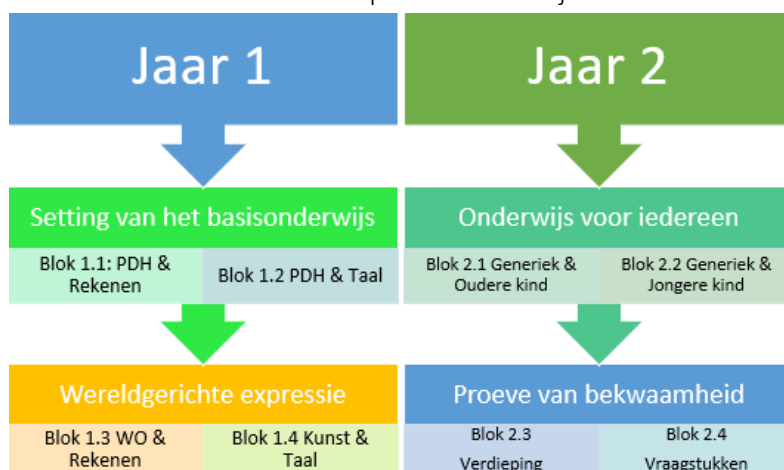 Jaar 1
Jaar 2
Setting van het basisonderwijs
Onderwijs voor iedereen
Blok 1.1: PDH &
Rekenen
Blok 1.2 PDH & Taal
Blok 2.1 Generiek &
Oudere kind
Blok 2.2 Generiek &
Jongere kind
Wereldgerichte expressie
Proeve van bekwaamheid
Blok 1.3 WO &
Rekenen
Blok 1.4 Kunst &
Taal
Blok 2.3
Verdieping
Blok 2.4
Vraagstukken